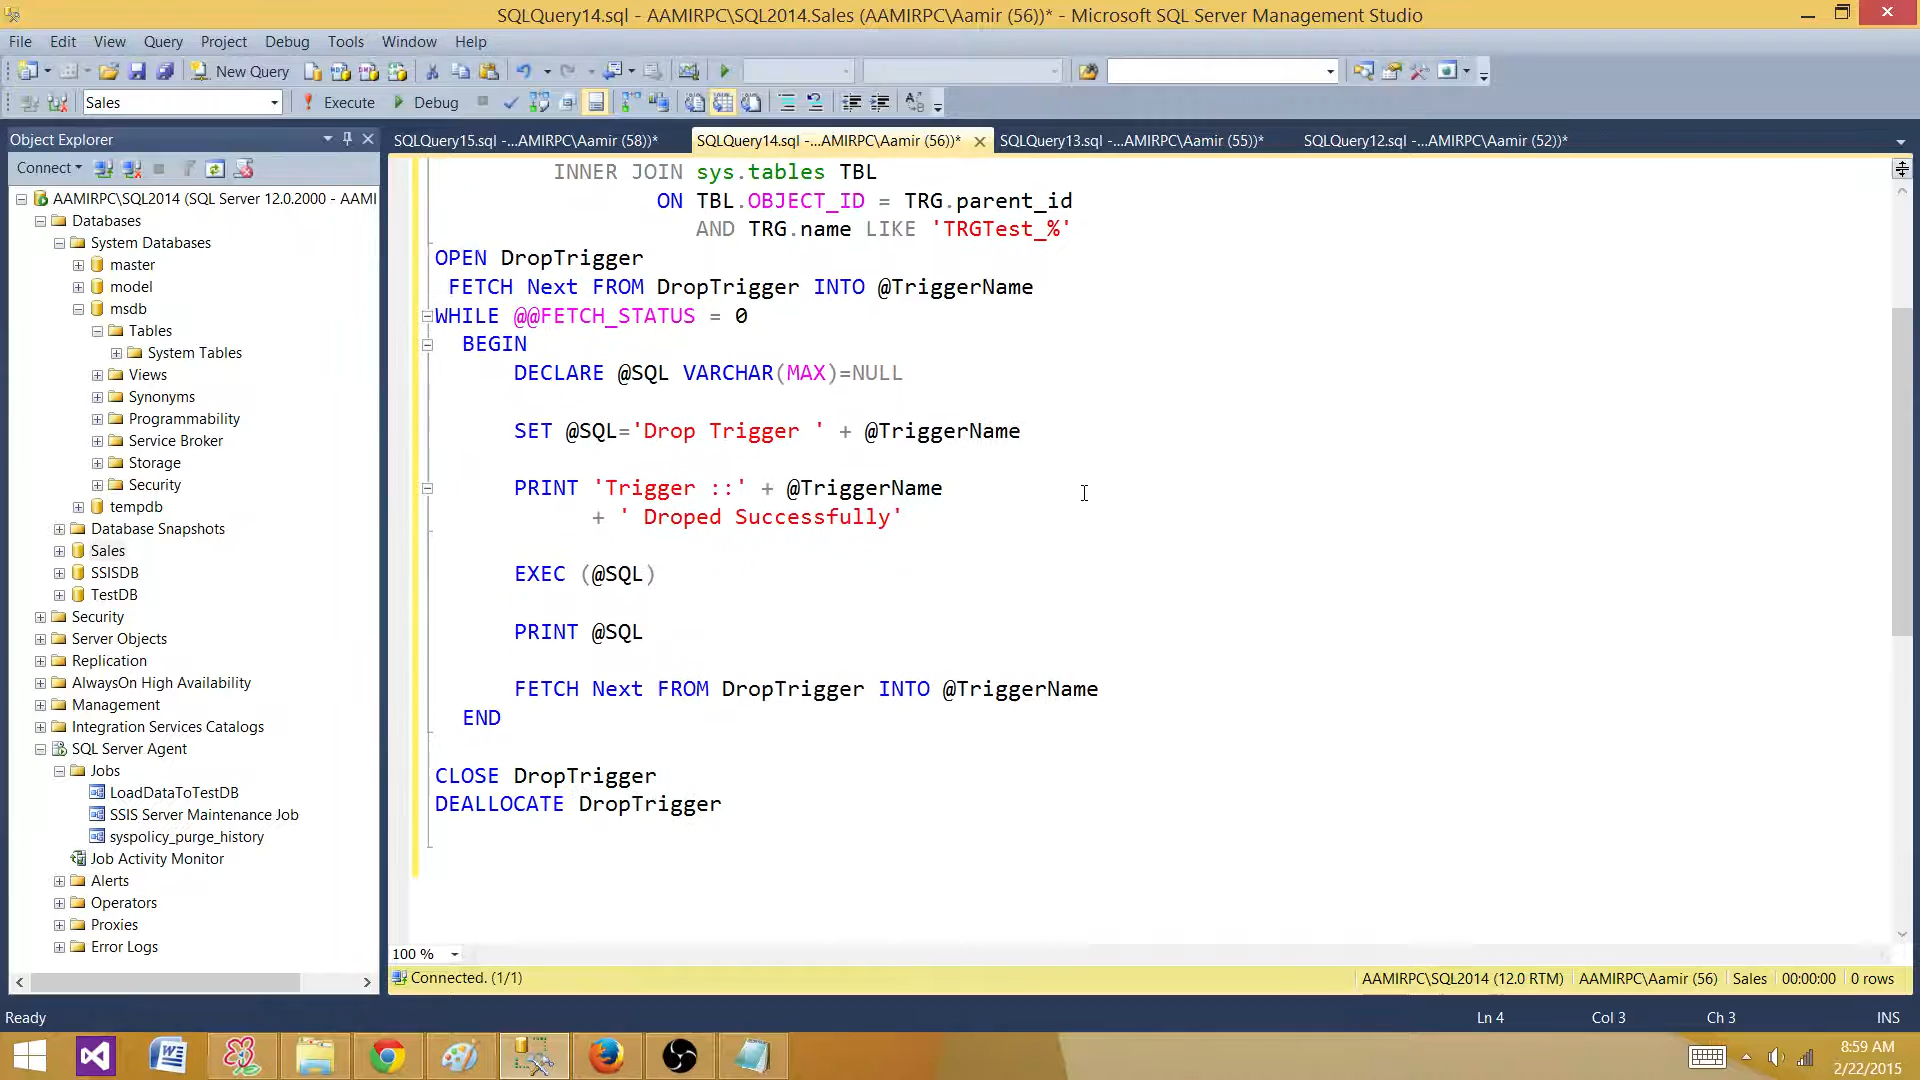 SQLQuery14.sql - AAMIRPC\SQL2014.Sales (AAMIRPC\Aamir (56))* - Microsoft SQL Server Management Studio
File Edit View Query Project Debug Tools Window Help
New Query
Sales Execute Debug
Object Explorer
SQLQuery15.sql -...AMIRPC\Aamir (58))* SQLQuery14.sql -...AMIRPC\Aamir (56))* SQLQuery13.sql -...AMIRPC\Aamir (55))* SQLQuery12.sql -...AMIRPC\Aamir (52))*
Connect
AAMIRPC\SQL2014 (SQL Server 12.0.2000 - AAMI
Databases
System Databases
master
model
msdb
Tables
System Tables
Views
Synonyms
Programmability
Service Broker
Storage
Security
tempdb
Database Snapshots
Sales
SSISDB
TestDB
Security
Server Objects
Replication
AlwaysOn High Availability
Management
Integration Services Catalogs
SQL Server Agent
Jobs
LoadDataToTestDB
SSIS Server Maintenance Job
syspolicy_purge_history
Job Activity Monitor
Alerts
Operators
Proxies
Error Logs
INNER JOIN sys.tables TBL
ON TBL.OBJECT_ID = TRG.parent_id
AND TRG.name LIKE 'TRGTest_%'
OPEN DropTrigger
FETCH Next FROM DropTrigger INTO @TriggerName
WHILE @@FETCH_STATUS = 0
BEGIN
DECLARE @SQL VARCHAR(MAX)=NULL
SET @SQL='Drop Trigger ' + @TriggerName
PRINT 'Trigger ::' + @TriggerName
+ ' Droped Successfully'
EXEC (@SQL)
PRINT @SQL
FETCH Next FROM DropTrigger INTO @TriggerName
END
CLOSE DropTrigger
DEALLOCATE DropTrigger
100 %
Connected. (1/1) AAMIRPC\SQL2014 (12.0 RTM) AAMIRPC\Aamir (56) Sales 00:00:00 0 rows
Ready Ln 4 Col 3 Ch 3 INS
8:59 AM
2/22/2015